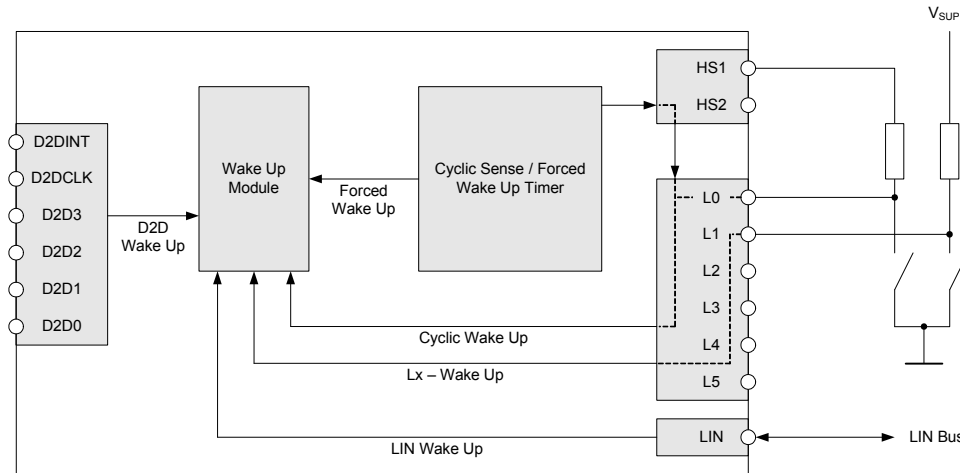 VSUP
HS1
HS2
D2DINT
D2DCLK
D2D3
D2D2
D2D1
D2D0
D2D
Wake Up
Wake Up
Module
Forced
Wake Up
Cyclic Sense / Forced
Wake Up Timer
L0
L1
L2
L3
L4
L5
Cyclic Wake Up
Lx – Wake Up
LIN Wake Up
LIN
LIN Bus